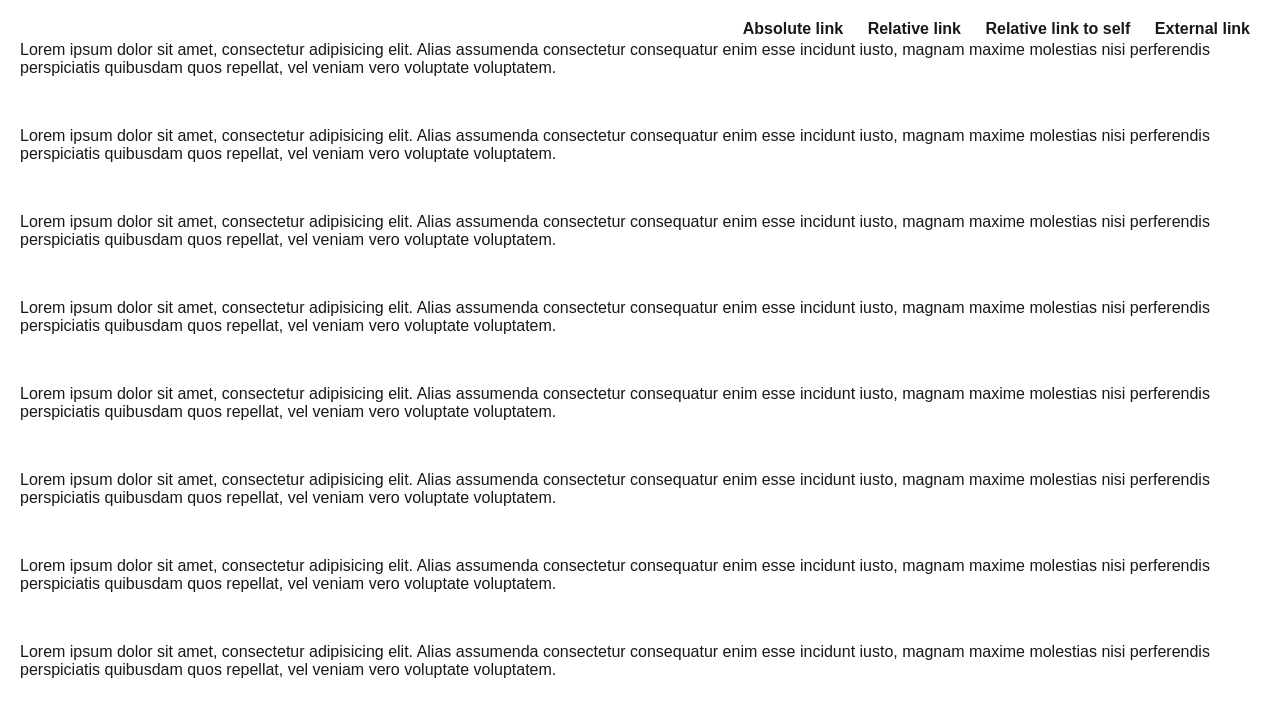 Absolute link Relative link Relative link to self External link
Lorem ipsum dolor sit amet, consectetur adipisicing elit. Alias assumenda consectetur consequatur enim esse incidunt iusto, magnam maxime molestias nisi perferendis
perspiciatis quibusdam quos repellat, vel veniam vero voluptate voluptatem.
Lorem ipsum dolor sit amet, consectetur adipisicing elit. Alias assumenda consectetur consequatur enim esse incidunt iusto, magnam maxime molestias nisi perferendis
perspiciatis quibusdam quos repellat, vel veniam vero voluptate voluptatem.
Lorem ipsum dolor sit amet, consectetur adipisicing elit. Alias assumenda consectetur consequatur enim esse incidunt iusto, magnam maxime molestias nisi perferendis
perspiciatis quibusdam quos repellat, vel veniam vero voluptate voluptatem.
Lorem ipsum dolor sit amet, consectetur adipisicing elit. Alias assumenda consectetur consequatur enim esse incidunt iusto, magnam maxime molestias nisi perferendis
perspiciatis quibusdam quos repellat, vel veniam vero voluptate voluptatem.
Lorem ipsum dolor sit amet, consectetur adipisicing elit. Alias assumenda consectetur consequatur enim esse incidunt iusto, magnam maxime molestias nisi perferendis
perspiciatis quibusdam quos repellat, vel veniam vero voluptate voluptatem.
Lorem ipsum dolor sit amet, consectetur adipisicing elit. Alias assumenda consectetur consequatur enim esse incidunt iusto, magnam maxime molestias nisi perferendis
perspiciatis quibusdam quos repellat, vel veniam vero voluptate voluptatem.
Lorem ipsum dolor sit amet, consectetur adipisicing elit. Alias assumenda consectetur consequatur enim esse incidunt iusto, magnam maxime molestias nisi perferendis
perspiciatis quibusdam quos repellat, vel veniam vero voluptate voluptatem.
Lorem ipsum dolor sit amet, consectetur adipisicing elit. Alias assumenda consectetur consequatur enim esse incidunt iusto, magnam maxime molestias nisi perferendis
perspiciatis quibusdam quos repellat, vel veniam vero voluptate voluptatem.